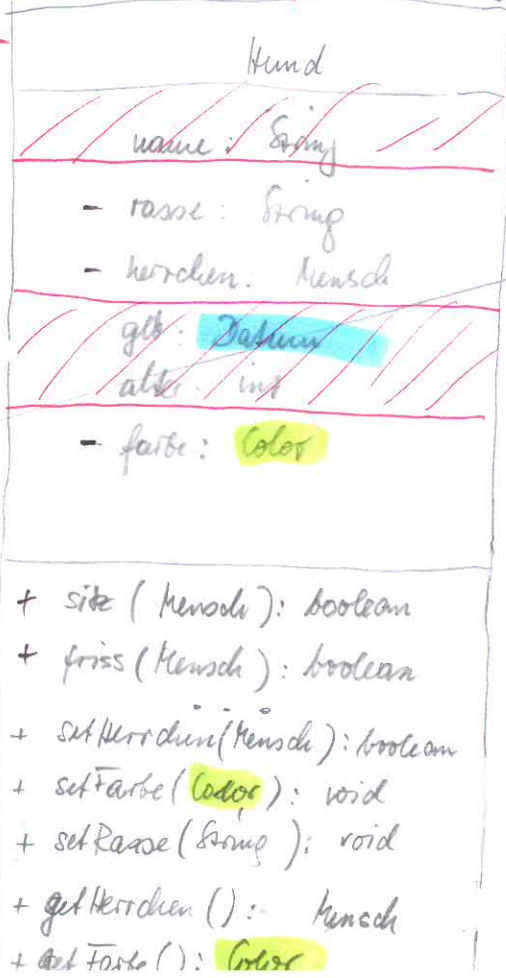 Hund
name : String
- rasse : String
- herrchen : Mensch
geb : Datum
alter : int
- farbe : Color
+ sitz ( Mensch ) : boolean
+ friss ( Mensch ) : boolean
+ setHerrchen(Mensch) : boolean
+ setFarbe ( Color ) : void
+ setRasse ( String ) : void
+ getHerrchen () : Mensch
+ getFarbe () : Color